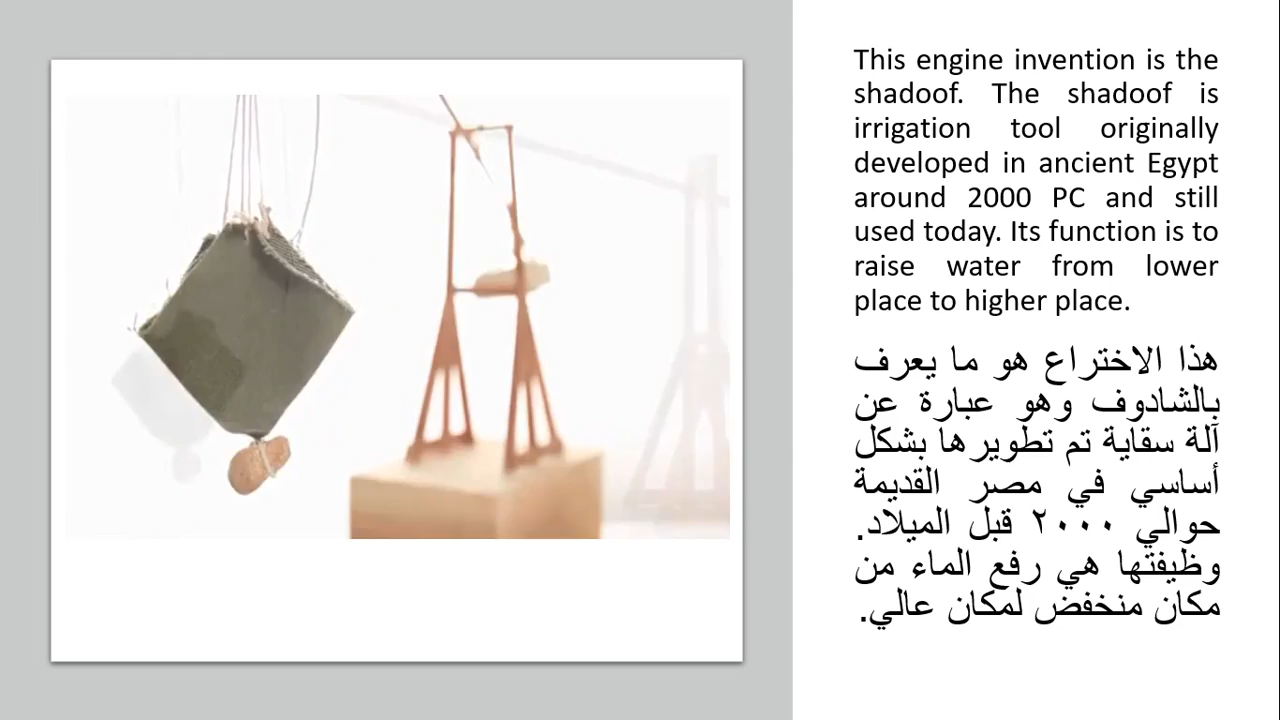 This engine invention is the
shadoof. The shadoof is
irrigation tool originally
developed in ancient Egypt
around 2000 PC and still
used today. Its function is to
raise water from lower
place to higher place.
هذا الاختراع هو ما يعرف
بالشادوف وهو عبارة عن
آلة سقاية تم تطويرها بشكل
أساسي في مصر القديمة
حوالي ٢٠٠٠ قبل الميلاد.
وظيفتها هي رفع الماء من
مكان منخفض لمكان عالي.